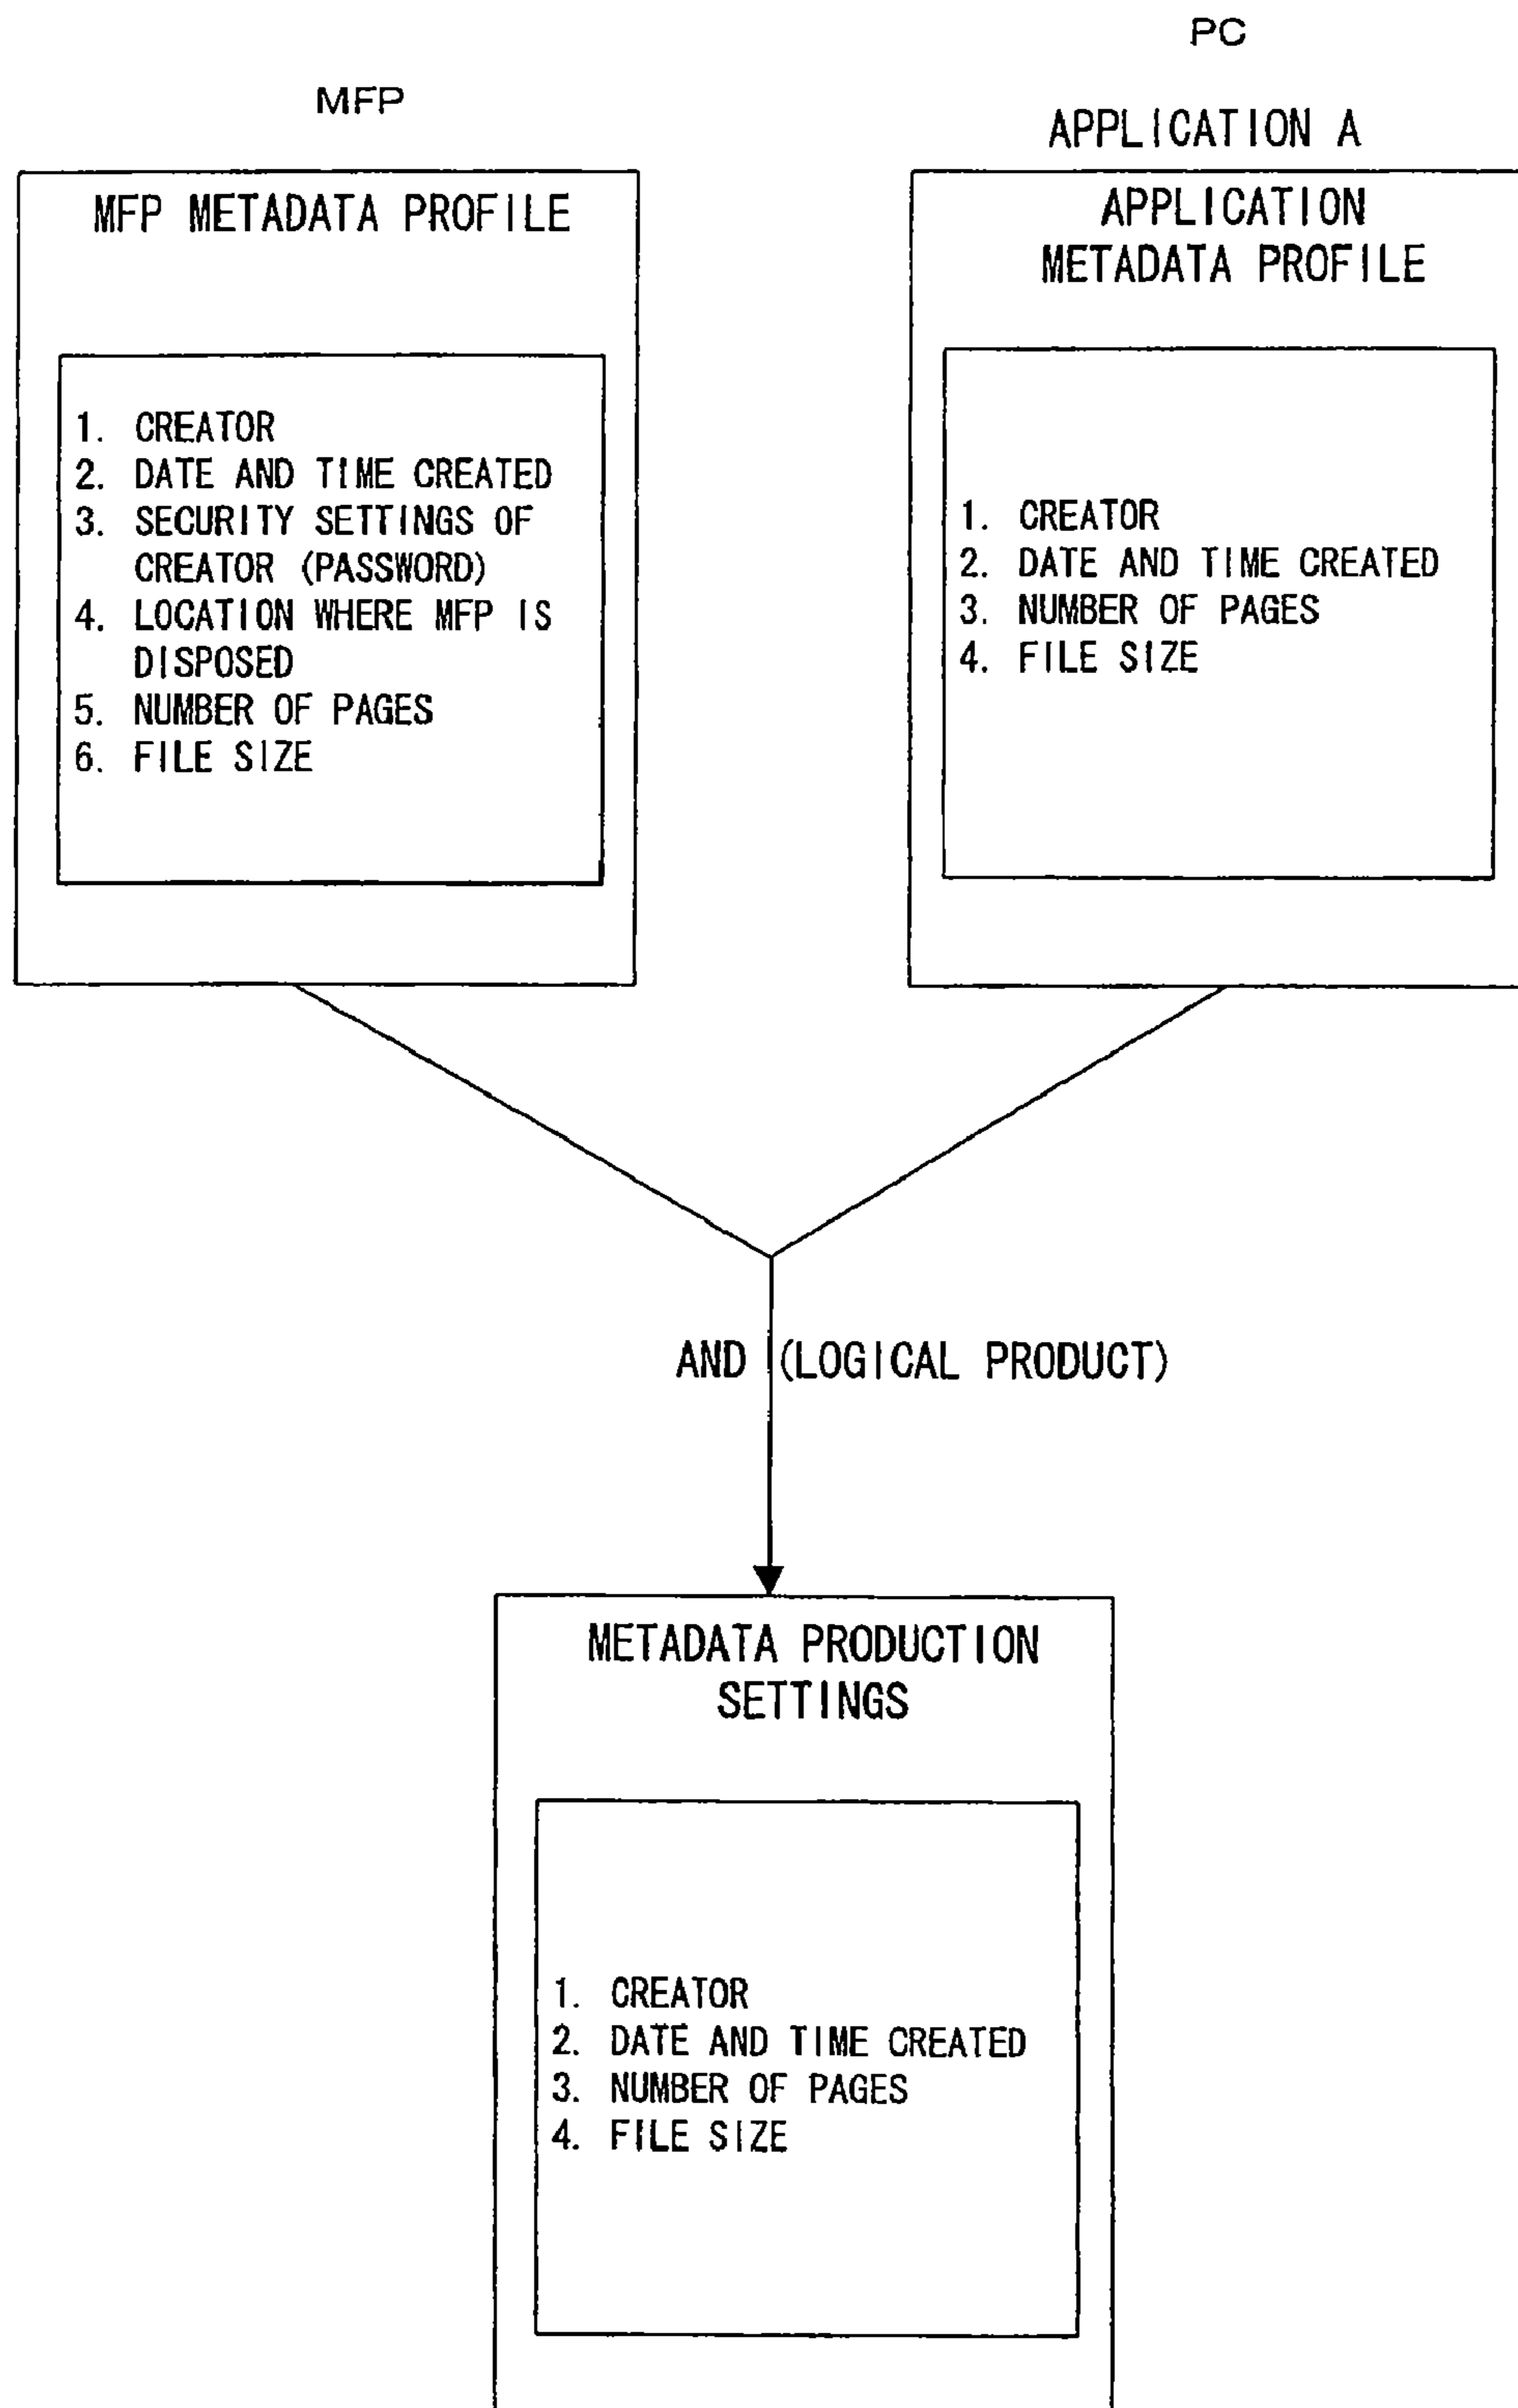 PC
MFP
APPLICATION A
MFP METADATA PROFILE
1. CREATOR
2. DATE AND TIME CREATED
3. SECURITY SETTINGS OF
CREATOR (PASSWORD)
4. LOCATION WHERE MFP IS
DISPOSED
5. NUMBER OF PAGES
6. FILE SIZE
APPLICATION
METADATA PROFILE
1. CREATOR
2. DATE AND TIME CREATED
3. NUMBER OF PAGES
4. FILE SIZE
AND (LOGICAL PRODUCT)
METADATA PRODUCTION
SETTINGS
1. CREATOR
2. DATE AND TIME CREATED
3. NUMBER OF PAGES
4. FILE SIZE